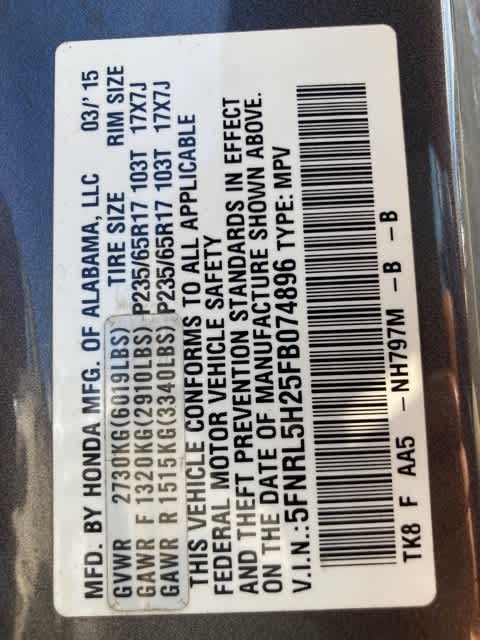 MFD. BY HONDA MFG. OF ALABAMA, LLC 03/'15
TIRE SIZE RIM SIZE
GVWR 2730KG(6019LBS)
GAWR F 1320KG(2910LBS) P235/65R17 103T 17X7J
GAWR R 1515KG(3340LBS) P235/65R17 103T 17X7J
THIS VEHICLE CONFORMS TO ALL APPLICABLE
FEDERAL MOTOR VEHICLE SAFETY
AND THEFT PREVENTION STANDARDS IN EFFECT
ON THE DATE OF MANUFACTURE SHOWN ABOVE.
V.I.N.: 5FNRL5H25FB074896 TYPE: MPV
TK8 F AA5 - NH797M - B - B